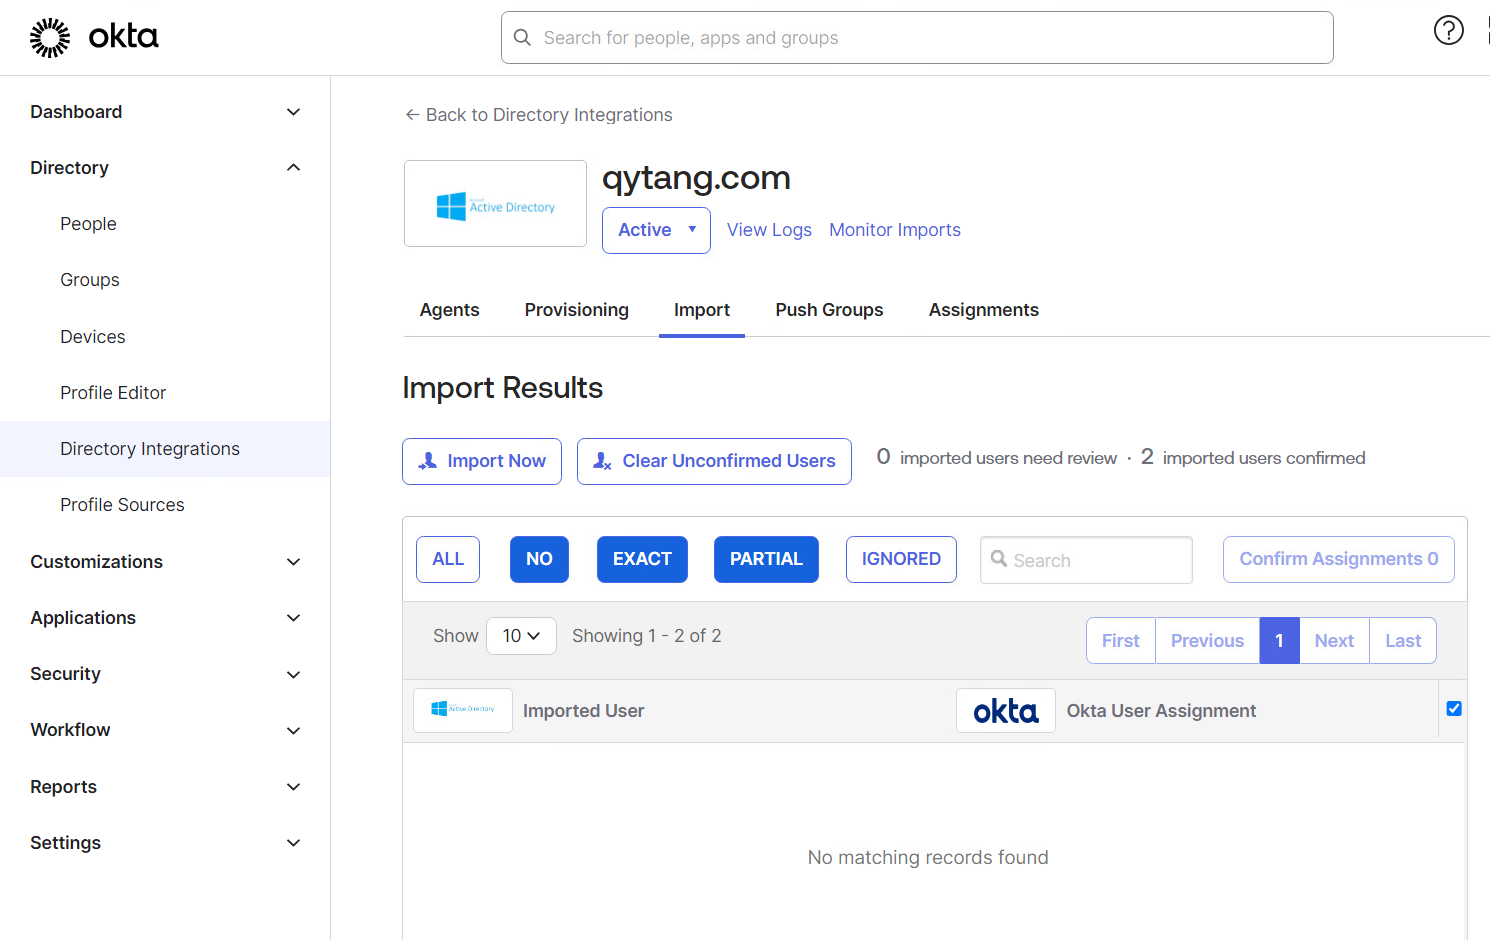 okta
Search for people, apps and groups
Dashboard
Directory
People
Groups
Devices
Profile Editor
Directory Integrations
Profile Sources
Customizations
Applications
Security
Workflow
Reports
Settings
← Back to Directory Integrations
Active Directory
qytang.com
Active
View Logs
Monitor Imports
Agents
Provisioning
Import
Push Groups
Assignments
Import Results
Import Now
Clear Unconfirmed Users
0 imported users need review · 2 imported users confirmed
ALL
NO
EXACT
PARTIAL
IGNORED
Search
Confirm Assignments 0
Show 10 Showing 1 - 2 of 2
First
Previous
1
Next
Last
Active Directory
Imported User
okta
Okta User Assignment
No matching records found